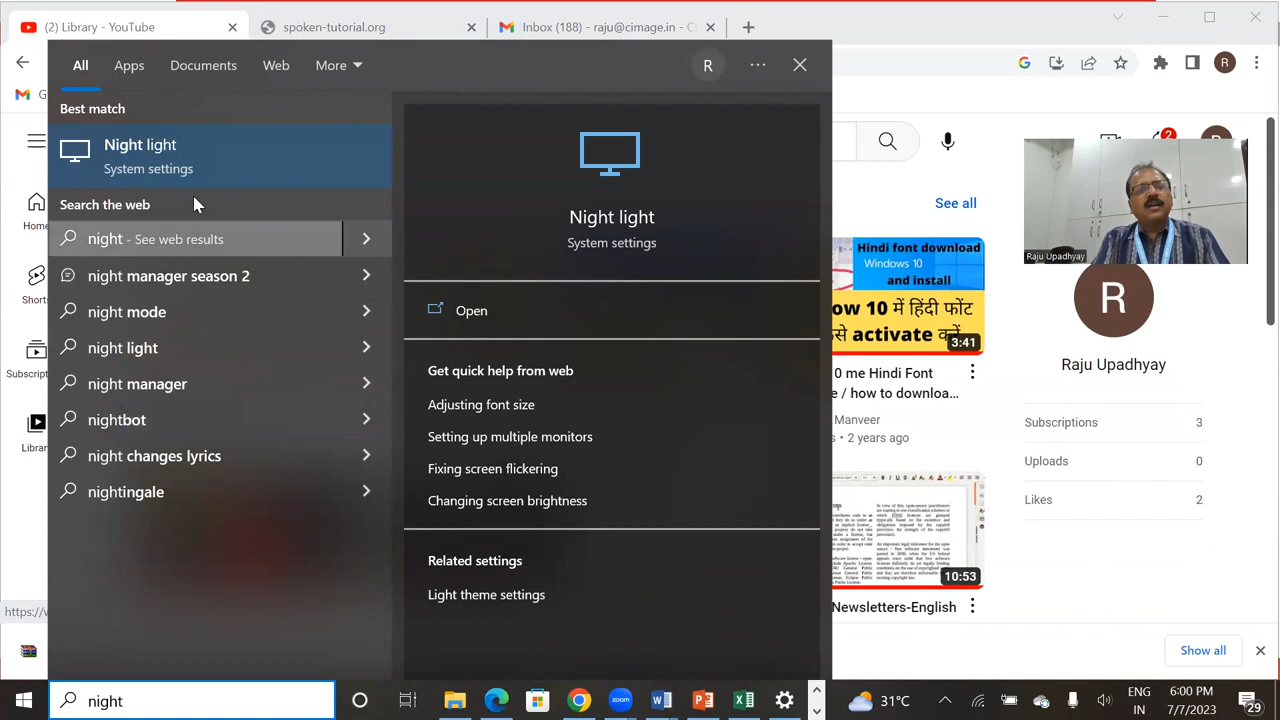 (2) Library - YouTube
spoken-tutorial.org
Inbox (188) - raju@cimage.in - C
All
Apps
Documents
Web
More
R
G
Best match
Night light
System settings
Search the web
night - See web results
night manager season 2
night mode
night light
night manager
nightbot
night changes lyrics
nightingale
Night light
System settings
Open
Get quick help from web
Adjusting font size
Setting up multiple monitors
Fixing screen flickering
Changing screen brightness
Related settings
Light theme settings
Home
Shorts
Subscript
Librar
https://w
2
See all
Hindi font download
Windows 10
and install
ow 10 में हिंदी फोंट
से activate करें
3:41
0 me Hindi Font
e / how to downloa...
Manveer
s • 2 years ago
10:53
Newsletters-English
Raju Upadhyay
R
Raju Upadhyay
Subscriptions 3
Uploads 0
Likes 2
Show all
night
zoom
31°C
ENG
IN
6:00 PM
7/7/2023
29